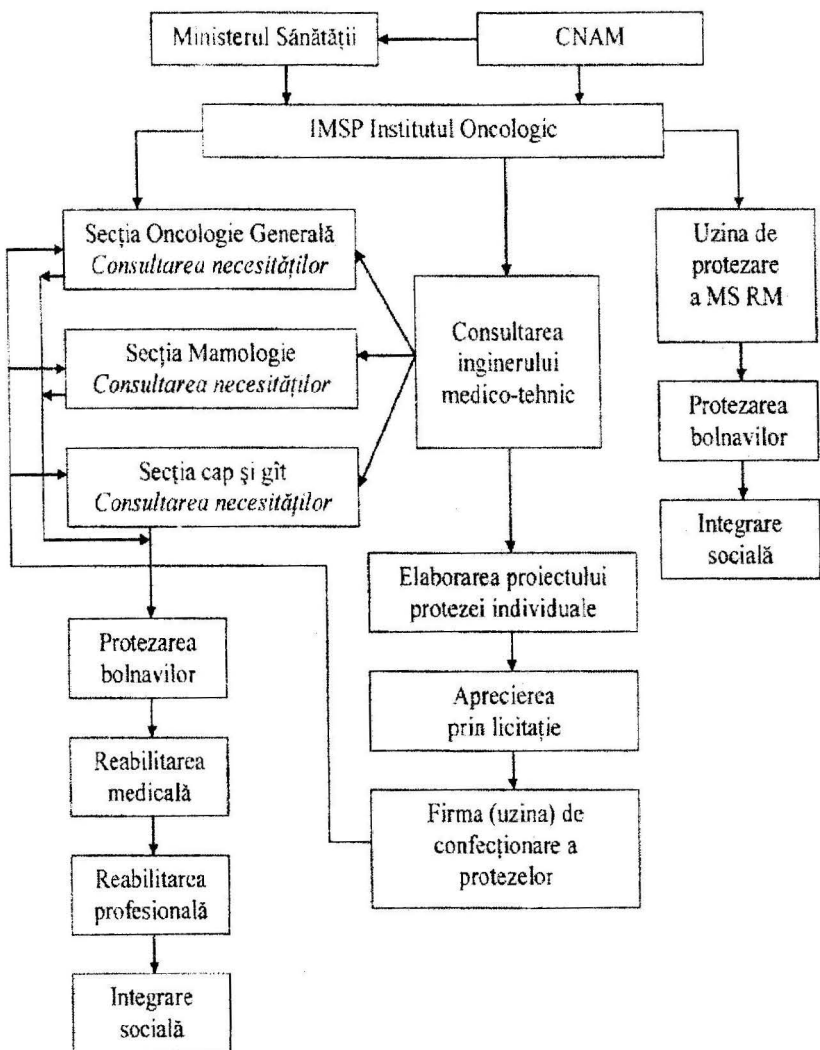 Ministerul Sănătății
CNAM
IMSP Institutul Oncologic
Secția Oncologie Generală
Consultarea necesităților
Secția Mamologie
Consultarea necesităților
Secția cap și gît
Consultarea necesităților
Consultarea
inginerului
medico-tehnic
Uzina de
protezare
a MS RM
Protezarea
bolnavilor
Integrare
socială
Elaborarea proiectului
protezei individuale
Aprecierea
prin licitație
Firma (uzina) de
confecționare a
protezelor
Protezarea
bolnavilor
Reabilitarea
medicală
Reabilitarea
profesională
Integrare
socială